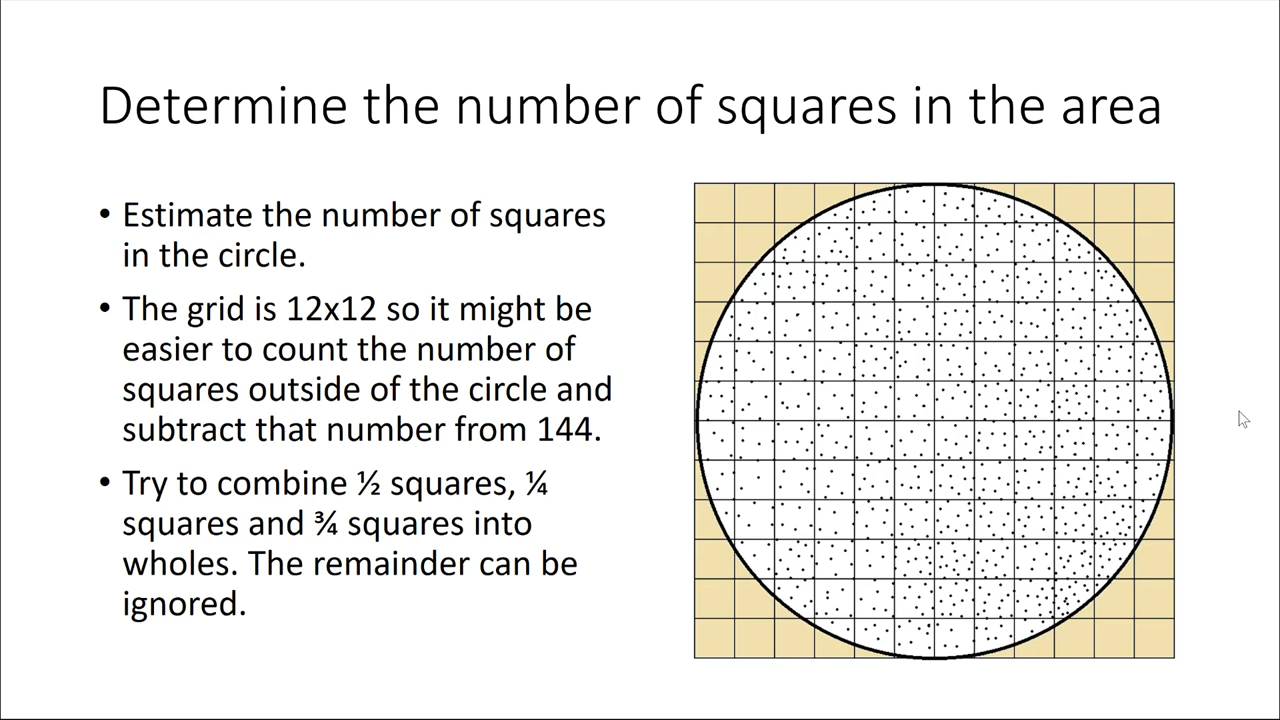 Determine the number of squares in the area
• Estimate the number of squares
in the circle.
• The grid is 12x12 so it might be
easier to count the number of
squares outside of the circle and
subtract that number from 144.
• Try to combine ½ squares, ¼
squares and ¾ squares into
wholes. The remainder can be
ignored.